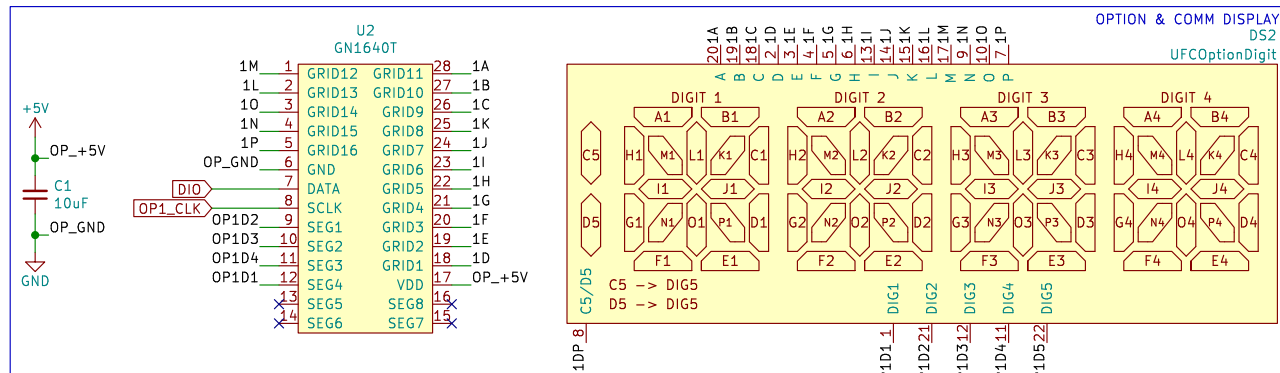 OPTION & COMM DISPLAY
DS2
UFCOptionDigit
U2
GN1640T
1M 1 GRID12 GRID11 28 1A
1L 2 GRID13 GRID10 27 1B
1O 3 GRID14 GRID9 26 1C
1N 4 GRID15 GRID8 25 1K
1P 5 GRID16 GRID7 24 1J
OP_GND 6 GND GRID6 23 1I
DIO 7 DATA GRID5 22 1H
OP1_CLK 8 SCLK GRID4 21 1G
OP1D2 9 SEG1 GRID3 20 1F
OP1D3 10 SEG2 GRID2 19 1E
OP1D4 11 SEG3 GRID1 18 1D
OP1D1 12 SEG4 VDD 17 OP_+5V
13 SEG5 SEG8 16
14 SEG6 SEG7 15
+5V
OP_+5V
C1
10uF
OP_GND
GND
20 1A
19 1B
18 1C
2 1D
3 1E
4 1F
5 1G
6 1H
13 1I
14 1J
15 1K
16 1L
17 1M
9 1N
10 1O
7 1P
A B C D E F G H I J K L M N O P
DIGIT 1 DIGIT 2 DIGIT 3 DIGIT 4
A1 B1 A2 B2 A3 B3 A4 B4
C5 H1 M1 L1 K1 C1 H2 M2 L2 K2 C2 H3 M3 L3 K3 C3 H4 M4 L4 K4 C4
I1 J1 I2 J2 I3 J3 I4 J4
D5 G1 N1 O1 P1 D1 G2 N2 O2 P2 D2 G3 N3 O3 P3 D3 G4 N4 O4 P4 D4
F1 E1 F2 E2 F3 E3 F4 E4
C5/D5
C5 -> DIG5
D5 -> DIG5
DIG1 DIG2 DIG3 DIG4 DIG5
1DP 8
1
21
12
11
22